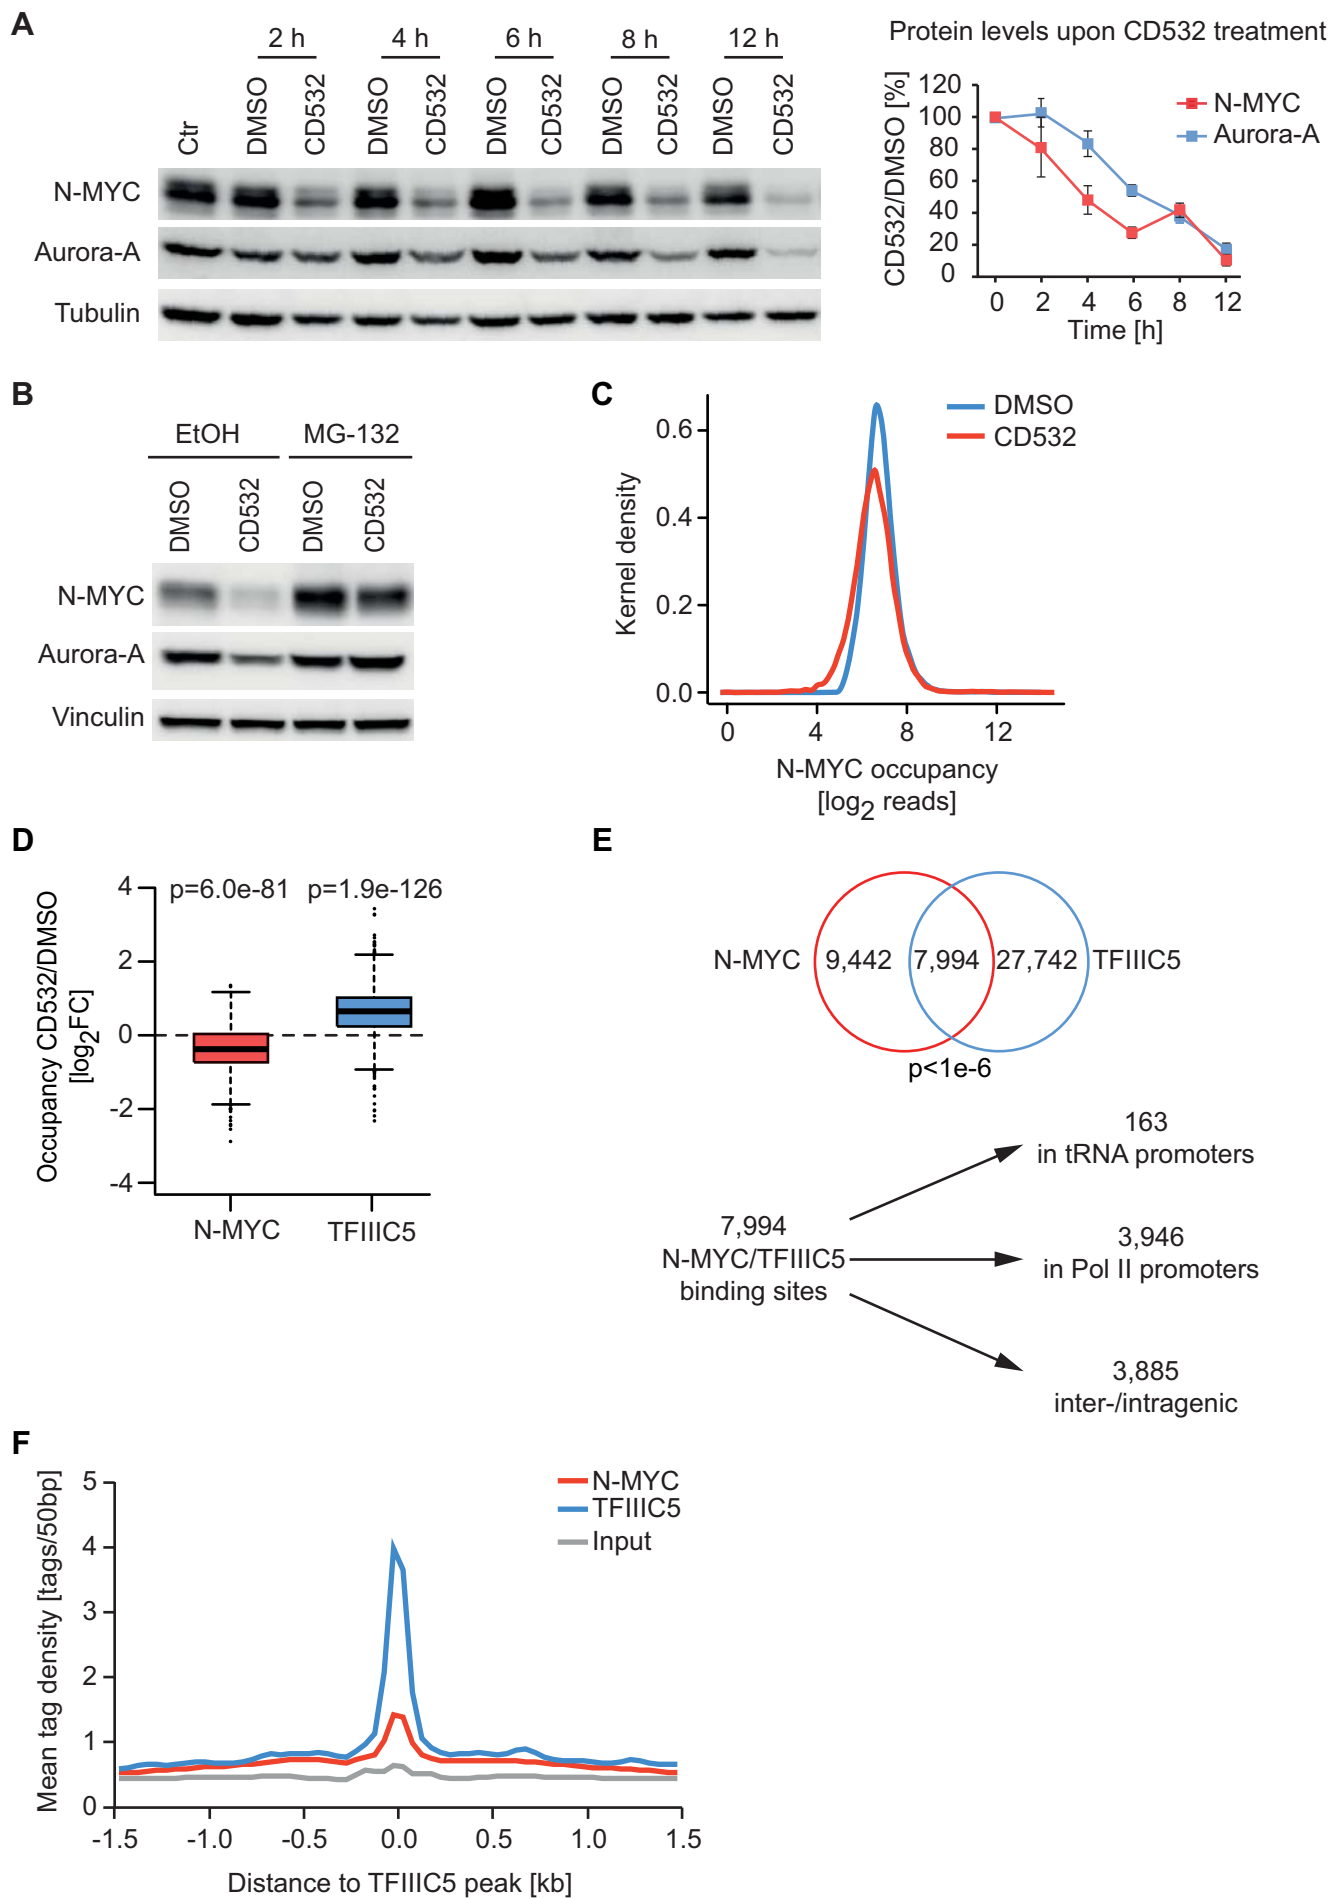 A
2 h
4 h
6 h
8 h
12 h
Ctr
DMSO
CD532
DMSO
CD532
DMSO
CD532
DMSO
CD532
DMSO
CD532
N-MYC
Aurora-A
Tubulin
Protein levels upon CD532 treatment
CD532/DMSO [%]
120
100
80
60
40
20
0
0 2 4 6 8 12
Time [h]
N-MYC
Aurora-A
B
EtOH
MG-132
DMSO
CD532
DMSO
CD532
N-MYC
Aurora-A
Vinculin
C
DMSO
CD532
Kernel density
0.6
0.4
0.2
0.0
0 4 8 12
N-MYC occupancy
[log2 reads]
D
Occupancy CD532/DMSO
[log2FC]
4
2
0
-2
-4
p=6.0e-81
p=1.9e-126
N-MYC
TFIIIC5
E
N-MYC
9,442
7,994
27,742
TFIIIC5
p<1e-6
7,994
N-MYC/TFIIIC5
binding sites
163
in tRNA promoters
3,946
in Pol II promoters
3,885
inter-/intragenic
F
Mean tag density [tags/50bp]
5
4
3
2
1
0
N-MYC
TFIIIC5
Input
-1.5 -1.0 -0.5 0.0 0.5 1.0 1.5
Distance to TFIIIC5 peak [kb]